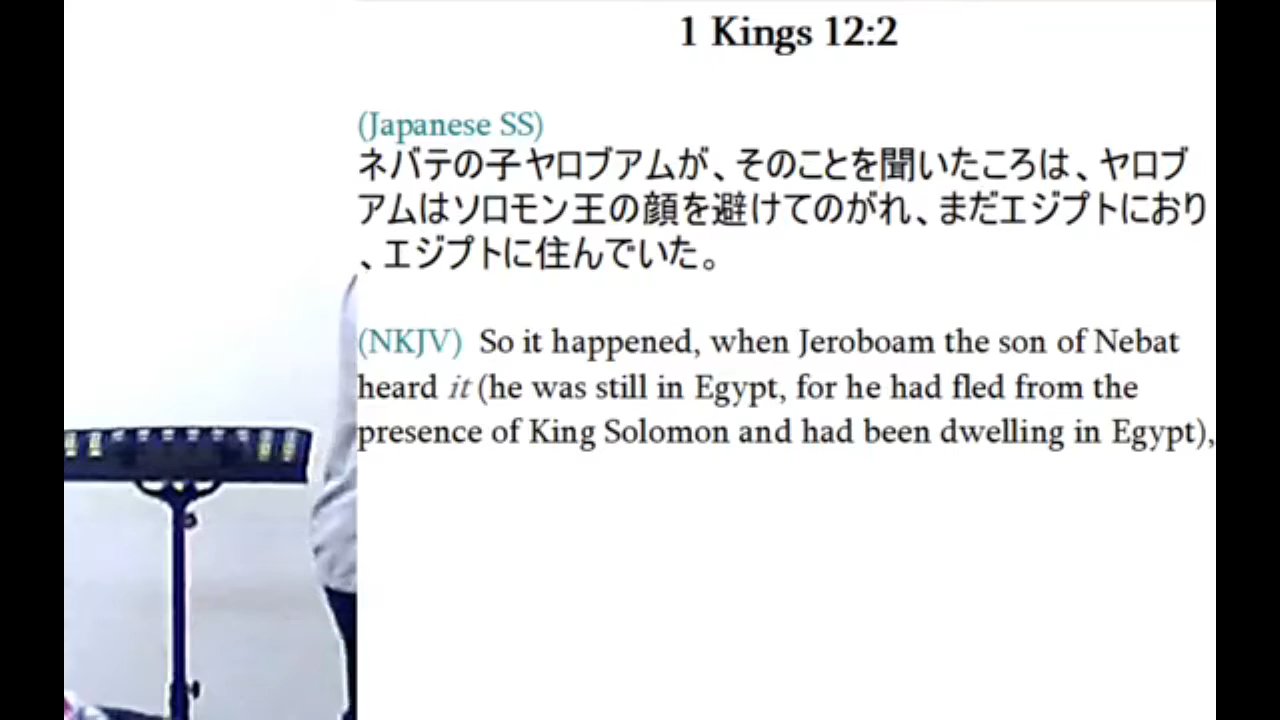 1 Kings 12:2
(Japanese SS)
ネバテの子ヤロブアムが、そのことを聞いたころは、ヤロブ
アムはソロモン王の顔を避けてのがれ、まだエジプトにおり
、エジプトに住んでいた。
(NKJV) So it happened, when Jeroboam the son of Nebat
heard it (he was still in Egypt, for he had fled from the
presence of King Solomon and had been dwelling in Egypt),